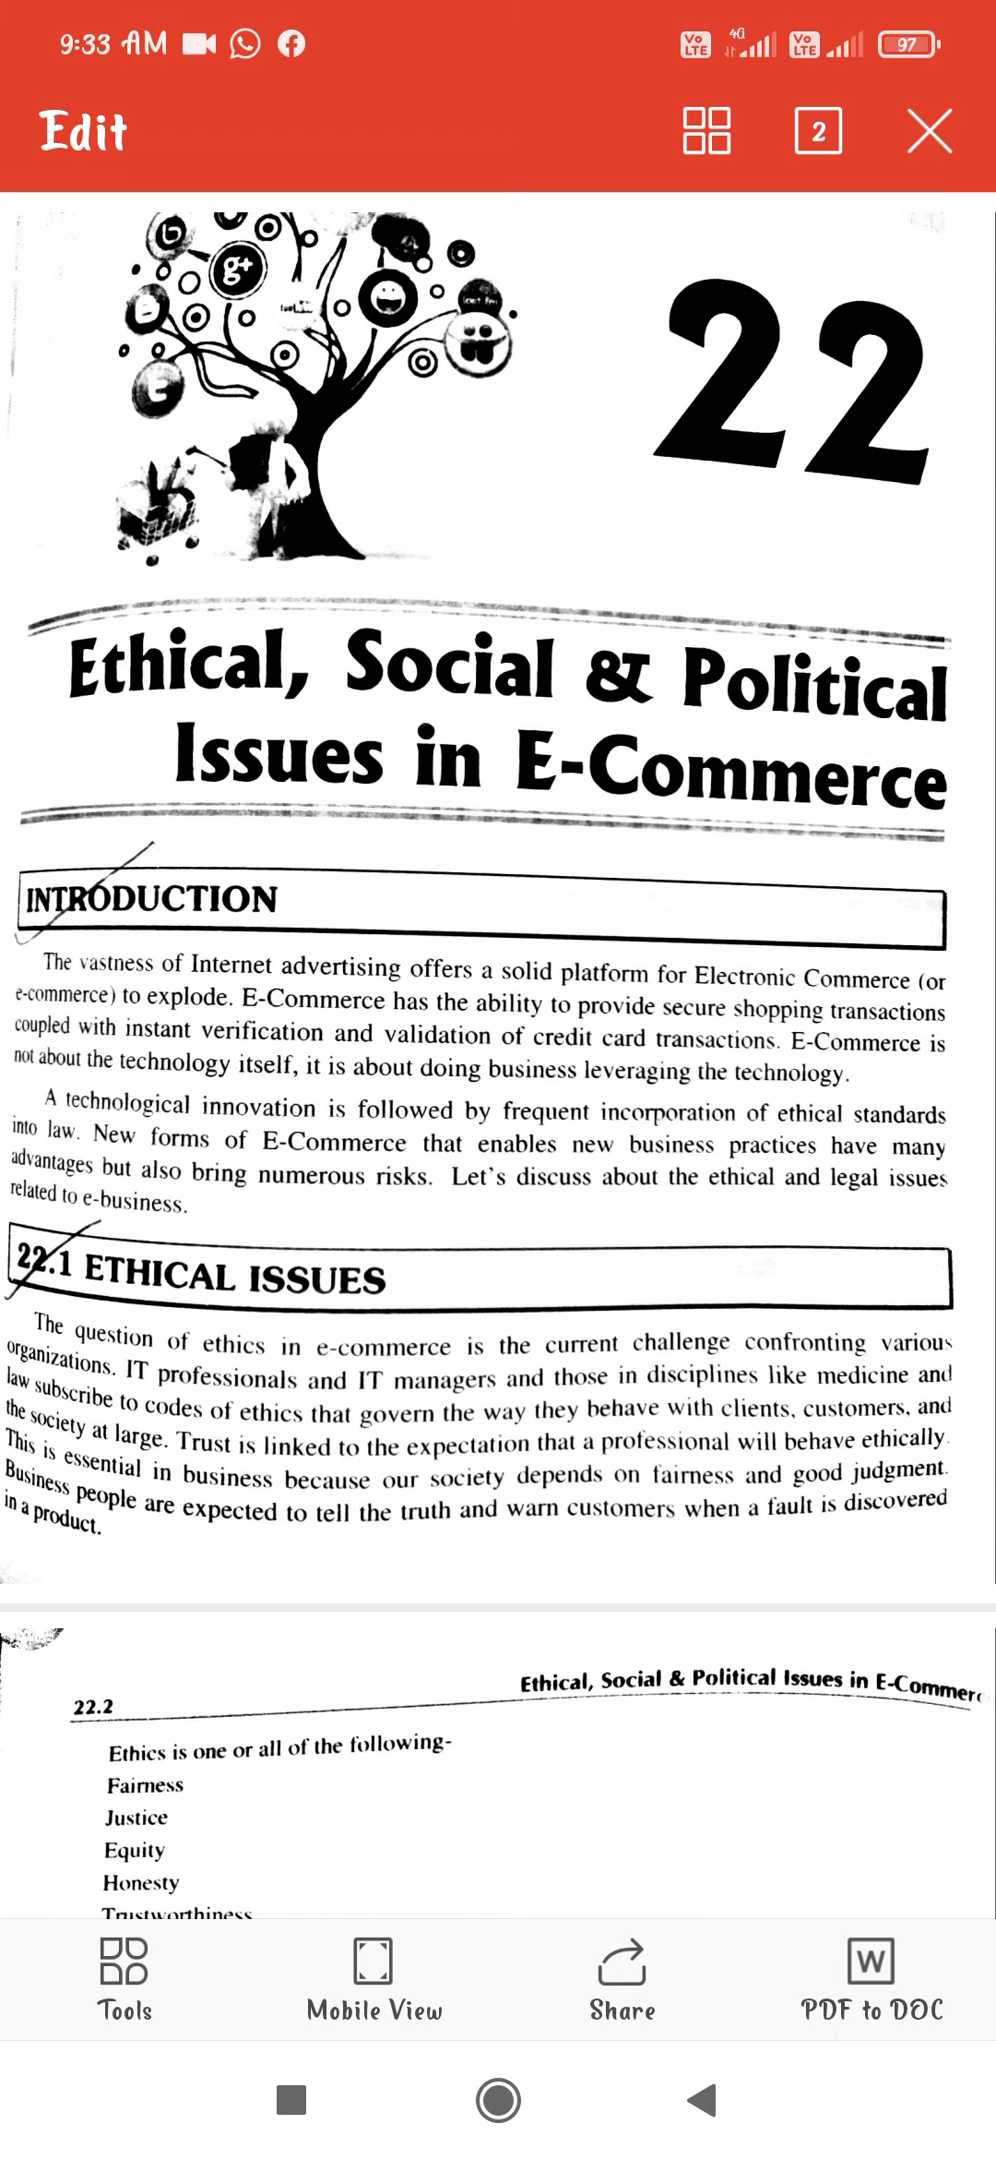 9:33 AM
Vo LTE 4G Vo LTE 97
Edit
2
g+
E
22
Ethical, Social & Political
Issues in E-Commerce
INTRODUCTION
The vastness of Internet advertising offers a solid platform for Electronic Commerce (or
e-commerce) to explode. E-Commerce has the ability to provide secure shopping transactions
coupled with instant verification and validation of credit card transactions. E-Commerce is
not about the technology itself, it is about doing business leveraging the technology.
A technological innovation is followed by frequent incorporation of ethical standards
into law. New forms of E-Commerce that enables new business practices have many
advantages but also bring numerous risks. Let's discuss about the ethical and legal issues
related to e-business.
22.1 ETHICAL ISSUES
The question of ethics in e-commerce is the current challenge confronting various
organizations. IT professionals and IT managers and those in disciplines like medicine and
law subscribe to codes of ethics that govern the way they behave with clients, customers, and
the society at large. Trust is linked to the expectation that a professional will behave ethically.
This is essential in business because our society depends on fairness and good judgment.
Business people are expected to tell the truth and warn customers when a fault is discovered
in a product.
22.2
Ethical, Social & Political Issues in E-Commerc
Ethics is one or all of the following-
Fairness
Justice
Equity
Honesty
Trustworthiness
Tools
Mobile View
Share
W
PDF to DOC